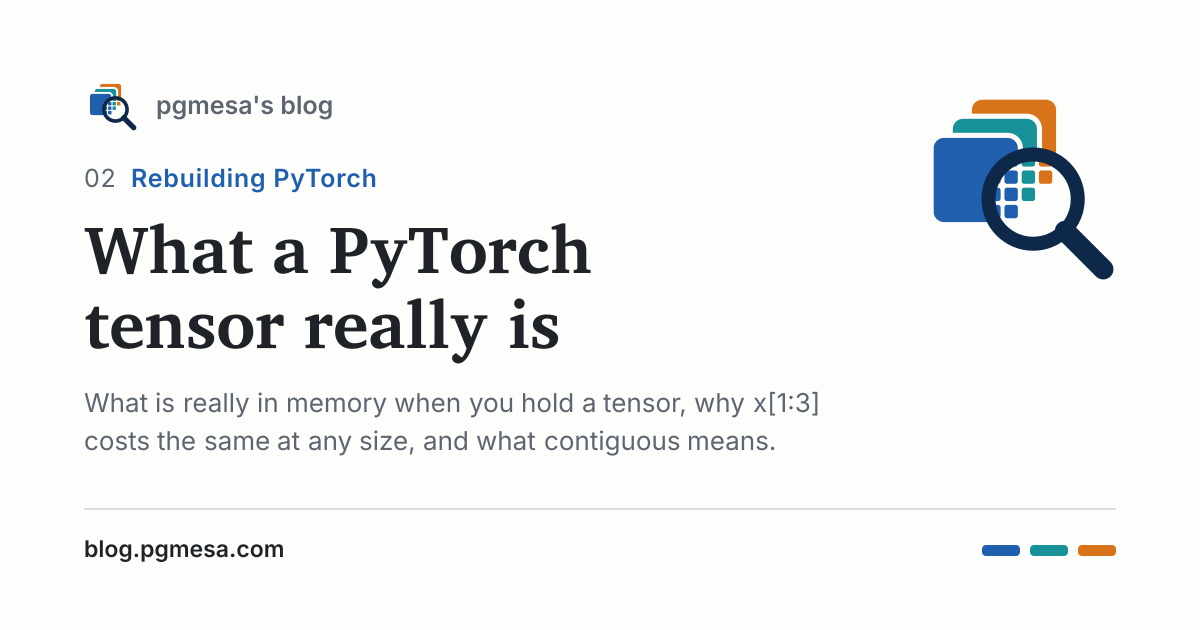 pgmesa's blog
02 Rebuilding PyTorch
What a PyTorch
tensor really is
What is really in memory when you hold a tensor, why x[1:3]
costs the same at any size, and what contiguous means.
blog.pgmesa.com